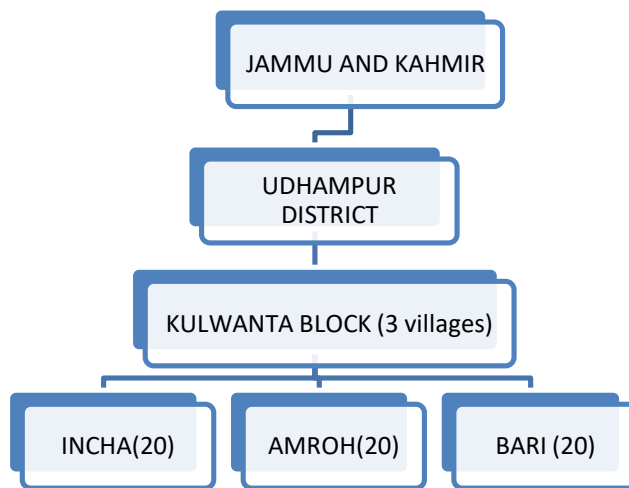 JAMMU AND KAHMIR
UDHAMPUR
DISTRICT
KULWANTA BLOCK (3 villages)
INCHA(20)
AMROH(20)
BARI (20)